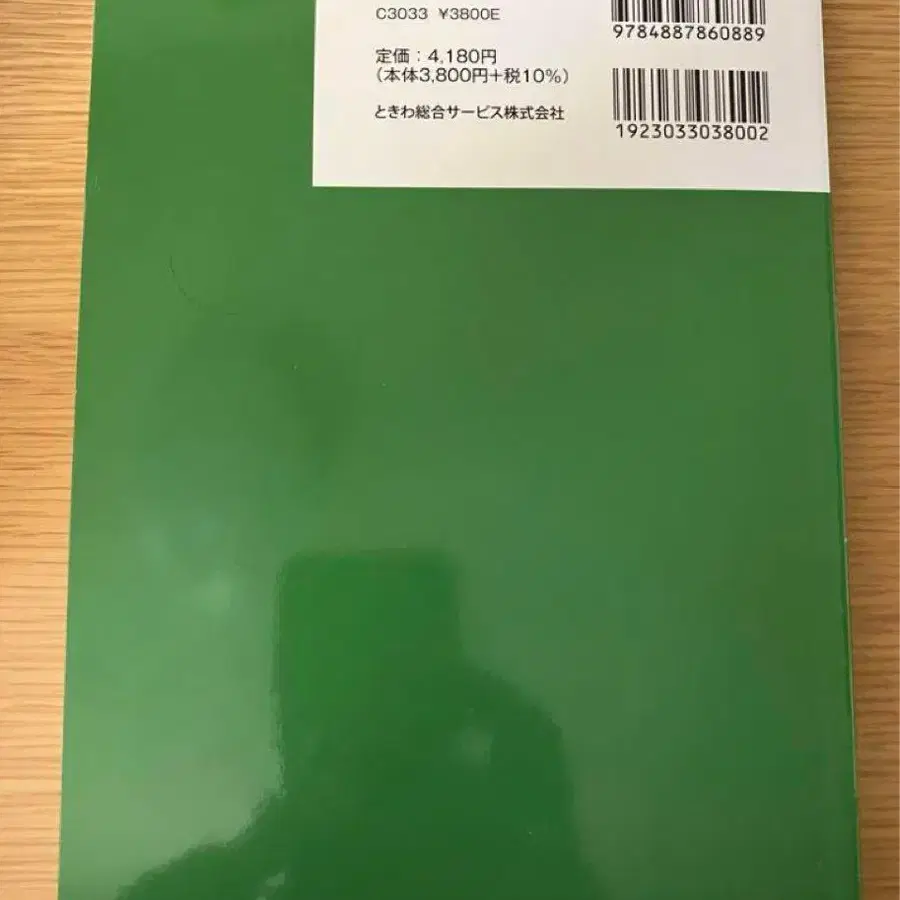 C3033 ¥3800E
9784887860889
定価：4,180円
（本体3,800円＋税10％）
ときわ総合サービス株式会社
1923033038002